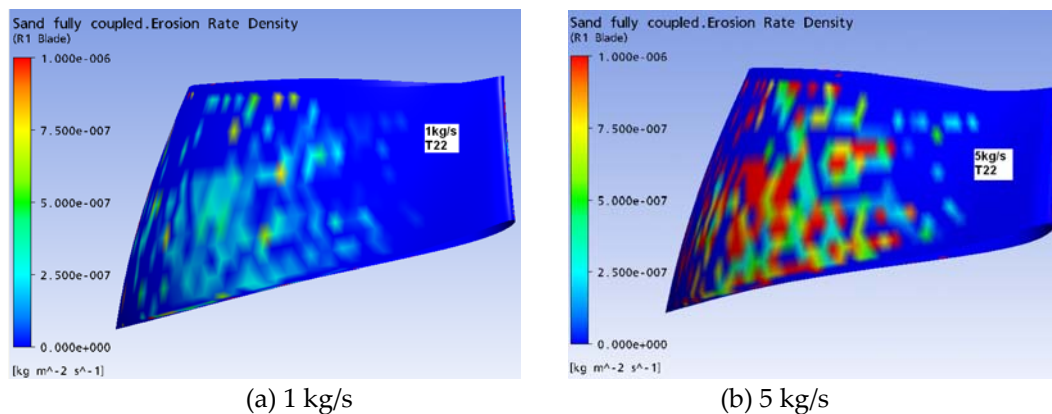 Sand fully coupled.Erosion Rate Density
(R1 Blade)
1.000e-006
7.500e-007
5.000e-007
2.500e-007
0.000e+000
[kg m^-2 s^-1]
1kg/s
T22
(a) 1 kg/s
Sand fully coupled.Erosion Rate Density
(R1 Blade)
1.000e-006
7.500e-007
5.000e-007
2.500e-007
0.000e+000
[kg m^-2 s^-1]
5kg/s
T22
(b) 5 kg/s